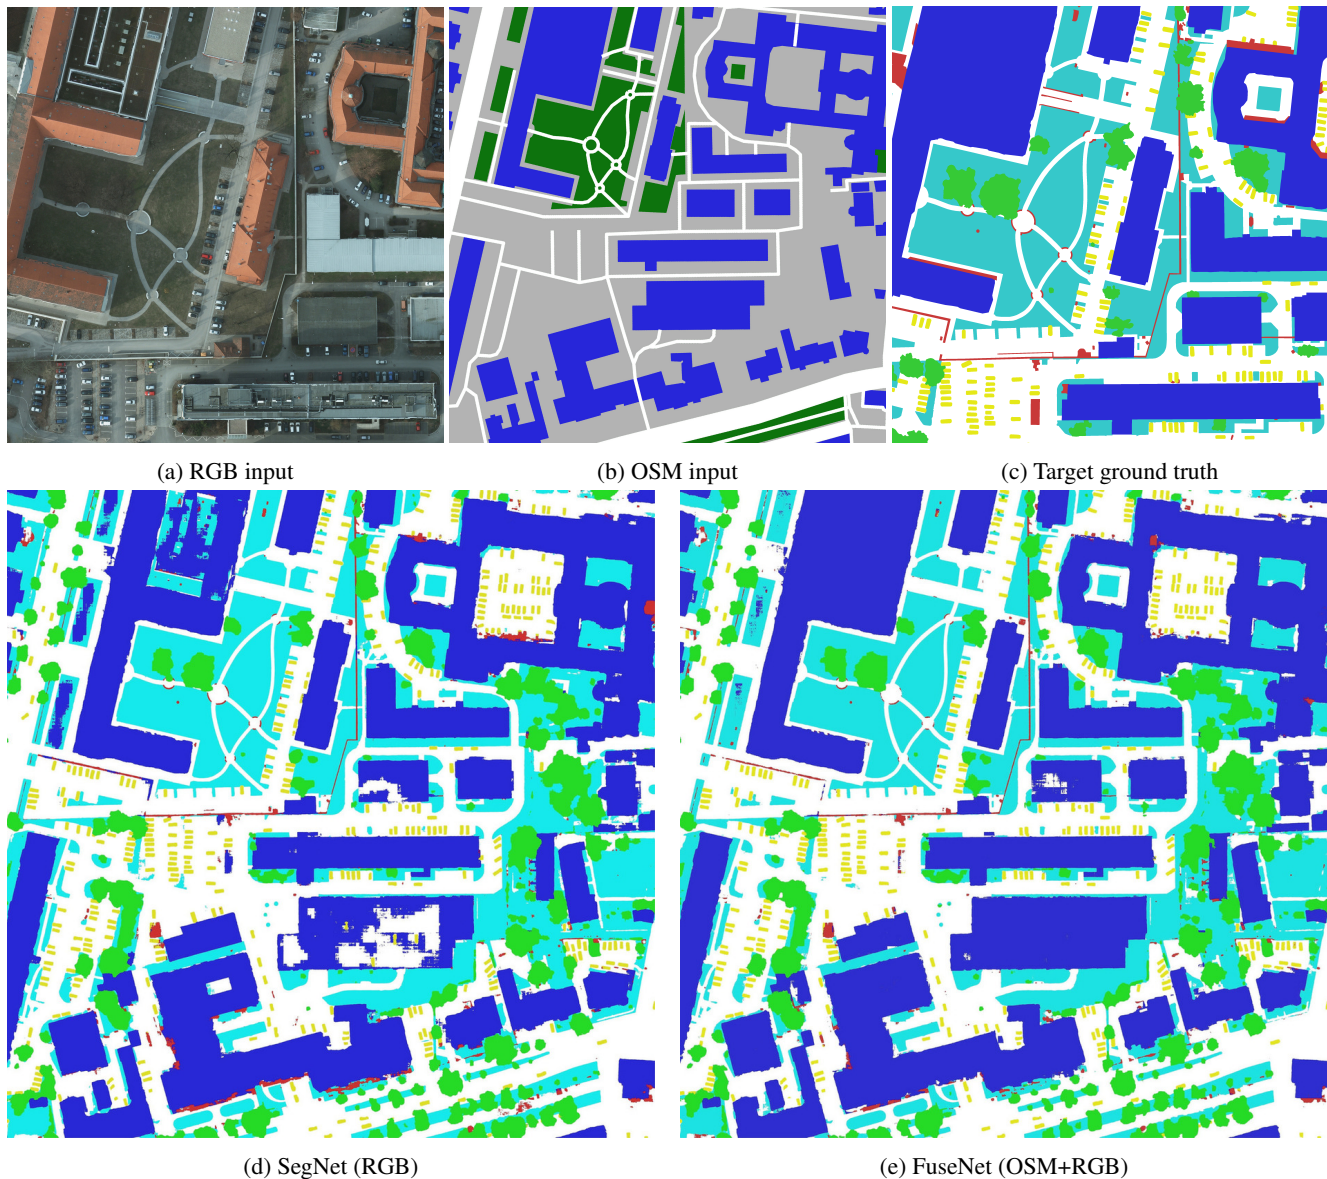 (a) RGB input
(b) OSM input
(c) Target ground truth
(d) SegNet (RGB)
(e) FuseNet (OSM+RGB)